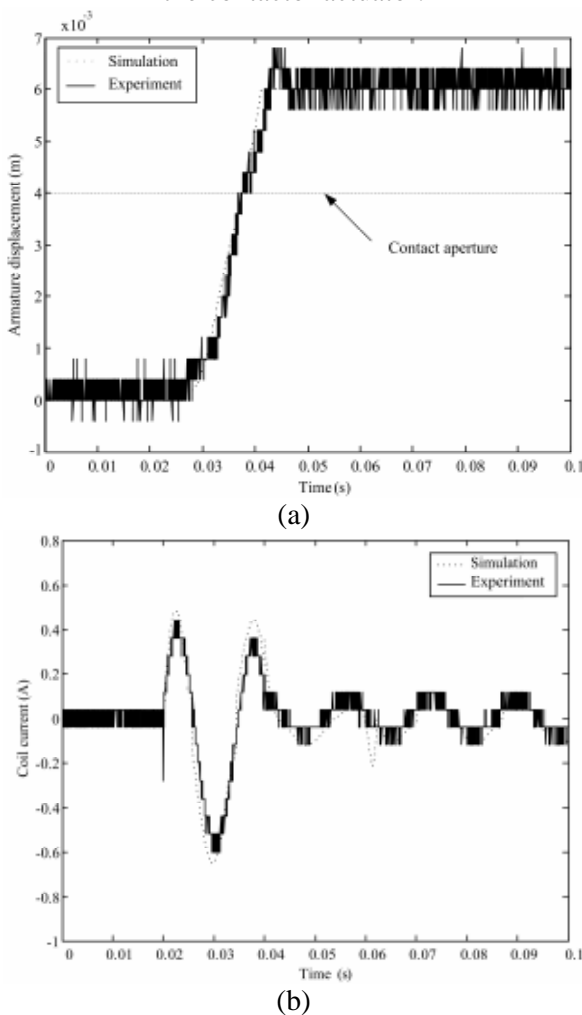 ×10⁻³
7
6
5
4
3
2
1
0
-1
Simulation
Experiment
Contact aperture
Armature displacement (m)
0 0.01 0.02 0.03 0.04 0.05 0.06 0.07 0.08 0.09 0.1
Time (s)
(a)
0.8
0.6
0.4
0.2
0
-0.2
-0.4
-0.6
-0.8
-1
Simulation
Experiment
Coil current (A)
0 0.01 0.02 0.03 0.04 0.05 0.06 0.07 0.08 0.09 0.1
Time (s)
(b)